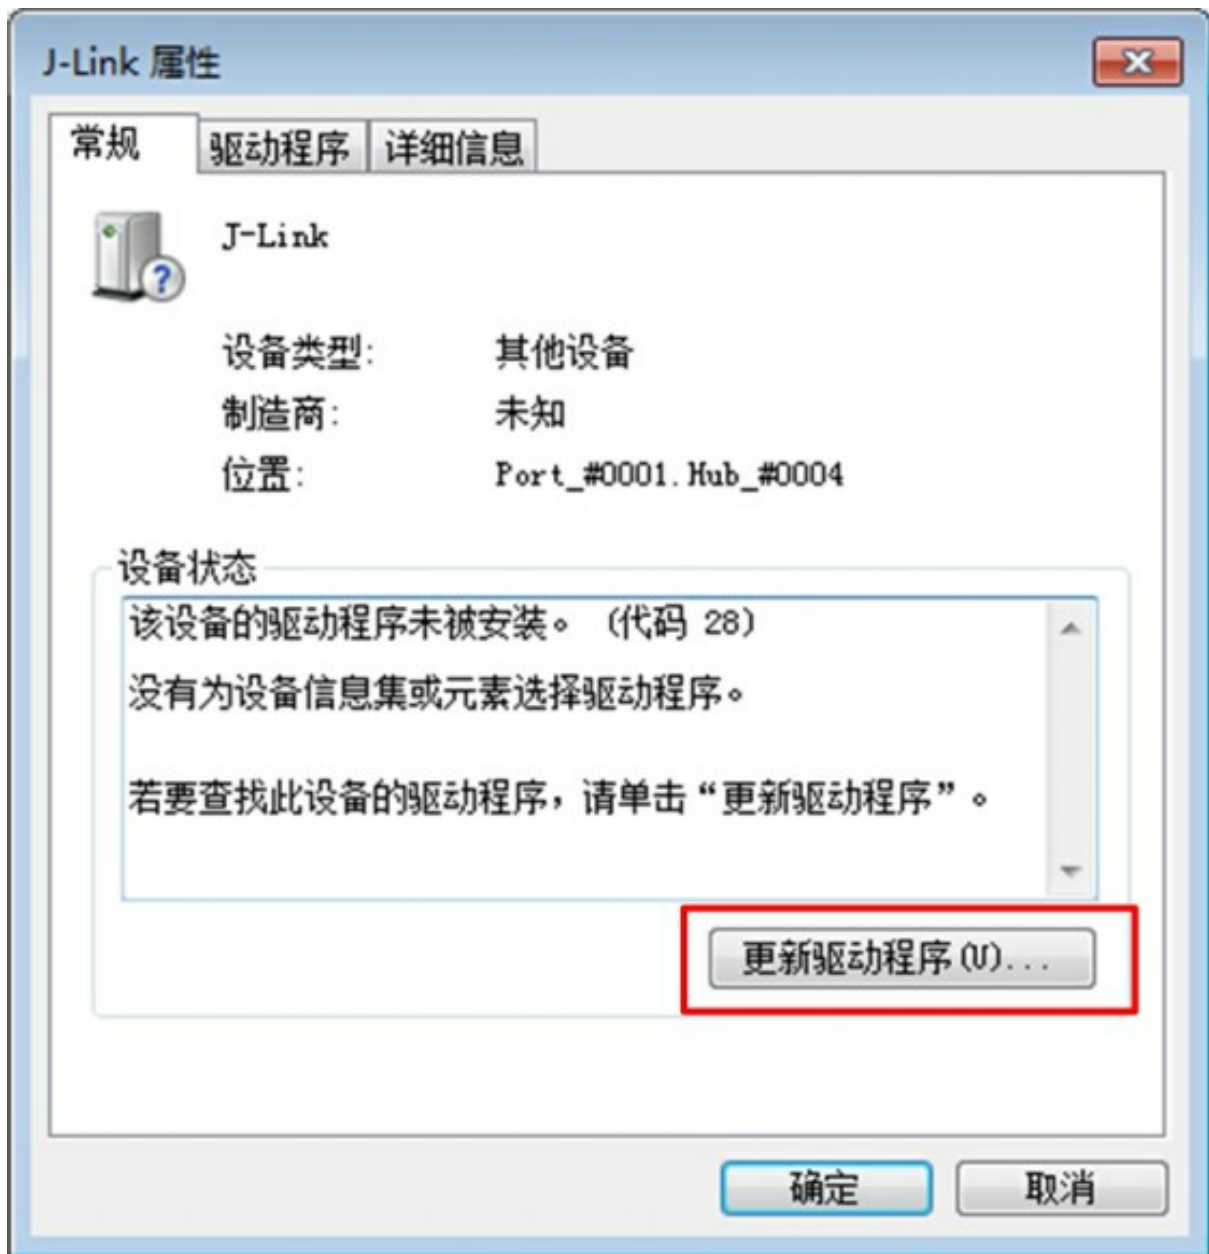 J-Link 属性
常规 驱动程序 详细信息
J-Link
设备类型: 其他设备
制造商: 未知
位置: Port_#0001.Hub_#0004
设备状态
该设备的驱动程序未被安装。 (代码 28)
没有为设备信息集或元素选择驱动程序。
若要查找此设备的驱动程序，请单击“更新驱动程序”。
更新驱动程序(U)...
确定 取消